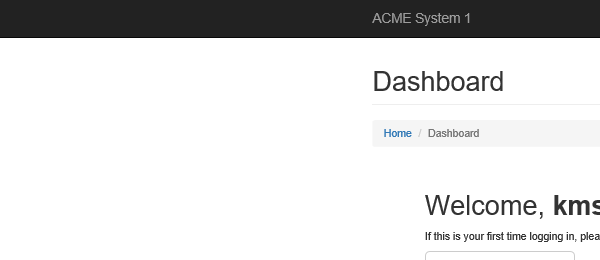 ACME System 1
Dashboard
Home / Dashboard
Welcome, kms
If this is your first time logging in, plea